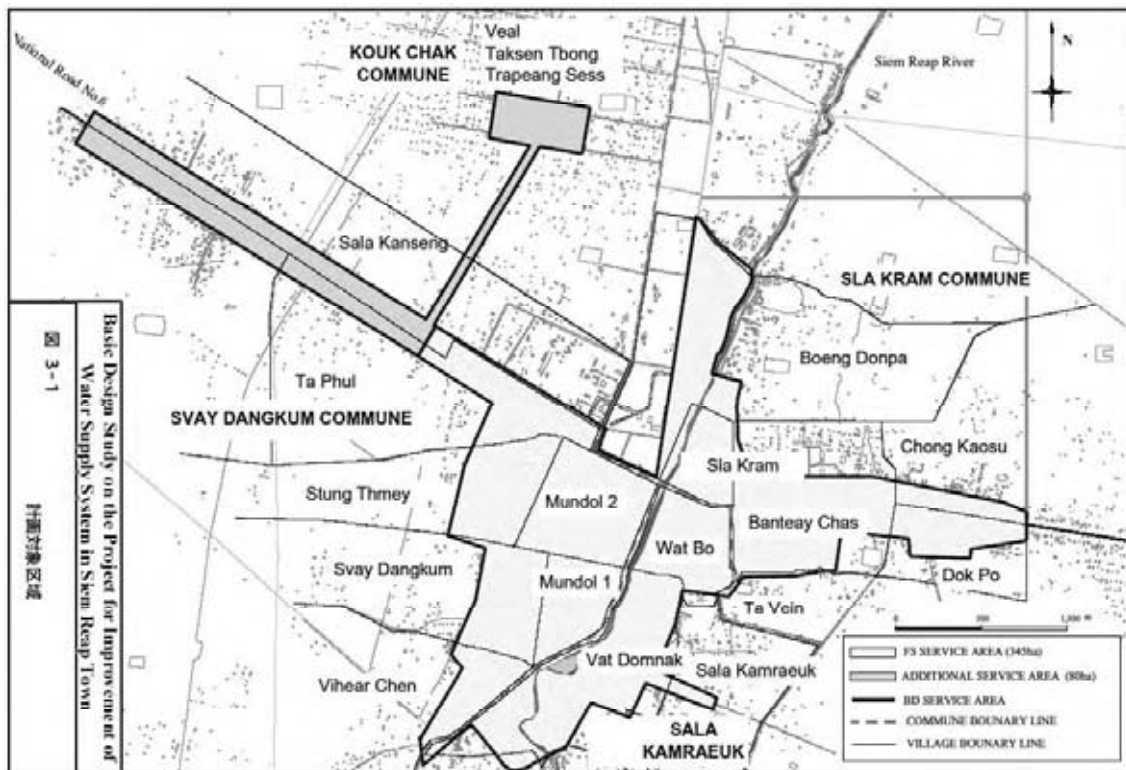 National Road No.6
KOUK CHAK
COMMUNE
Veal
Taksen Tbong
Trapeang Sess
Siem Reap River
N
Sala Kanseng
SLA KRAM COMMUNE
Boeng Donpa
Ta Phul
SVAY DANGKUM COMMUNE
Chong Kaosu
Sla Kram
Stung Thmey
Mundol 2
Banteay Chas
Wat Bo
Svay Dangkum
Mundol 1
Dok Po
Ta Vcin
Vat Domnak
Sala Kamraeuk
Vihear Chen
SALA
KAMRAEUK
0
500
1,000 m
FS SERVICE AREA (345ha)
ADDITIONAL SERVICE AREA (80ha)
BD SERVICE AREA
COMMUNE BOUNARY LINE
VILLAGE BOUNARY LINE
Basic Design Study on the Project for Improvement of
Water Supply System in Siem Reap Town
図 3-1
計画対象区域